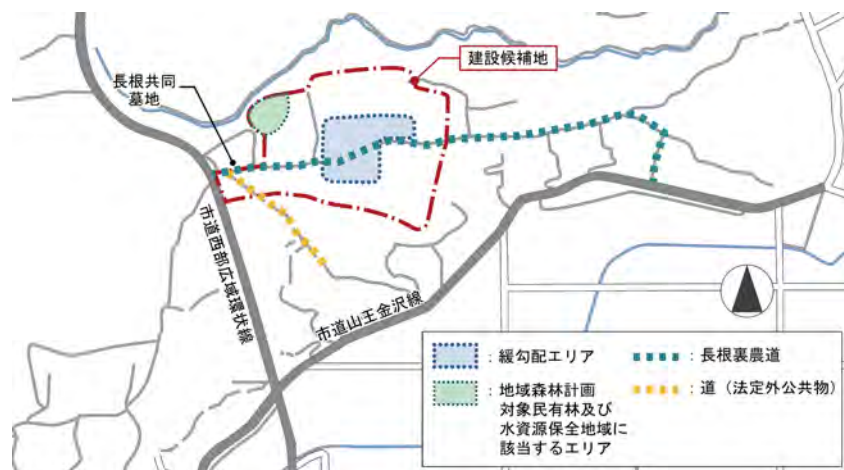 建設候補地
長根共同
墓地
市道西部広域環状線
市道山王金沢線
：緩勾配エリア
：長根裏農道
：地域森林計画
対象民有林及び
水資源保全地域に
該当するエリア
：道（法定外公共物）